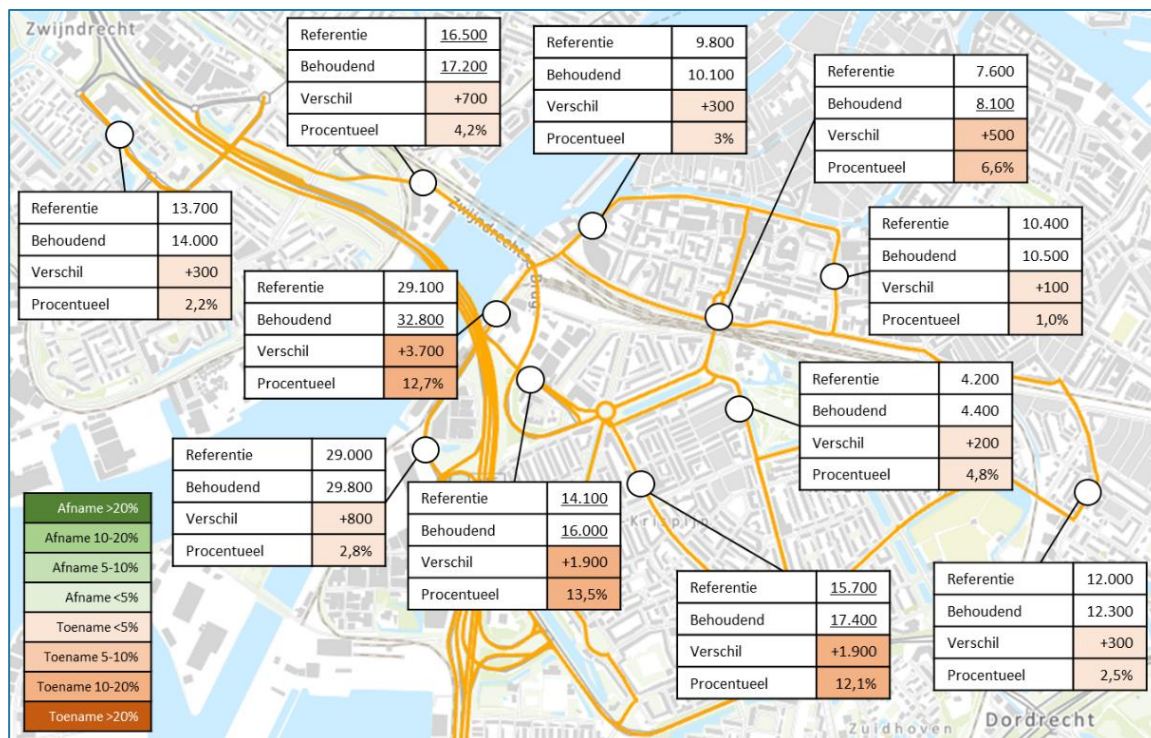 Zwijndrecht
Referentie 16.500
Behoudend 17.200
Verschil +700
Procentueel 4,2%
Referentie 9.800
Behoudend 10.100
Verschil +300
Procentueel 3%
Referentie 7.600
Behoudend 8.100
Verschil +500
Procentueel 6,6%
Referentie 13.700
Behoudend 14.000
Verschil +300
Procentueel 2,2%
Zwijndrechtse Brug
Referentie 10.400
Behoudend 10.500
Verschil +100
Procentueel 1,0%
Referentie 29.100
Behoudend 32.800
Verschil +3.700
Procentueel 12,7%
Referentie 4.200
Behoudend 4.400
Verschil +200
Procentueel 4,8%
Referentie 29.000
Behoudend 29.800
Verschil +800
Procentueel 2,8%
Referentie 14.100
Behoudend 16.000
Verschil +1.900
Procentueel 13,5%
Krispijn
Referentie 15.700
Behoudend 17.400
Verschil +1.900
Procentueel 12,1%
Referentie 12.000
Behoudend 12.300
Verschil +300
Procentueel 2,5%
Afname >20%
Afname 10-20%
Afname 5-10%
Afname <5%
Toename <5%
Toename 5-10%
Toename 10-20%
Toename >20%
Zuidhoven
Dordrecht